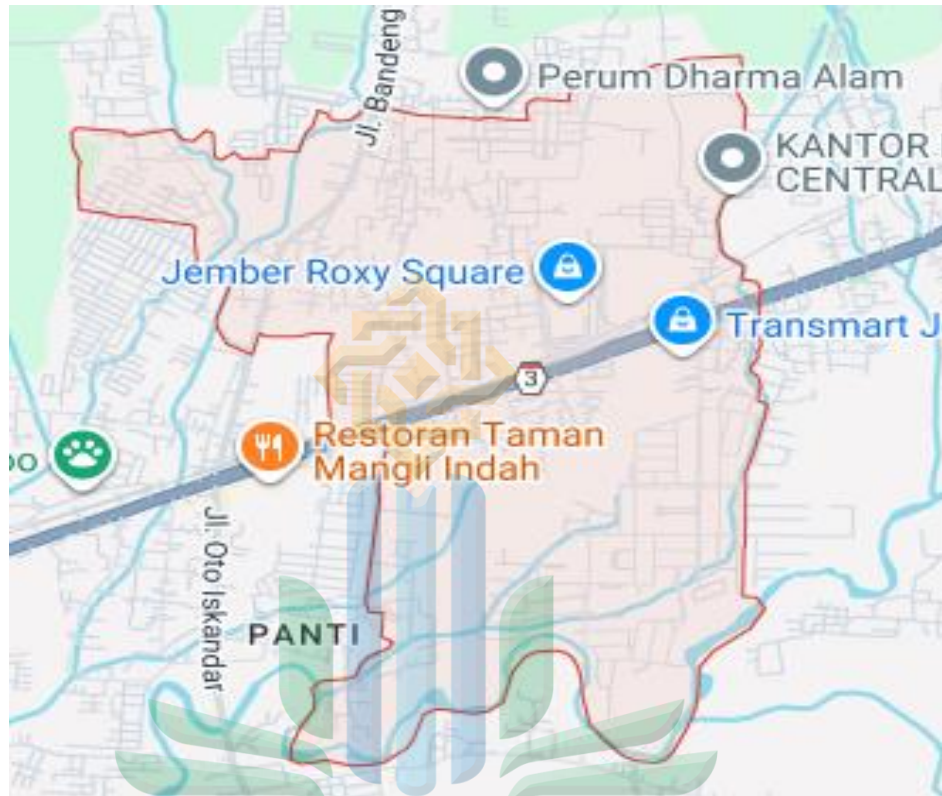 Jl. Bandeng
Perum Dharma Alam
KANTOR
CENTRAL
Jember Roxy Square
Transmart J
3
Restoran Taman
Mangli Indah
Jl. Oto Iskandar
PANTI